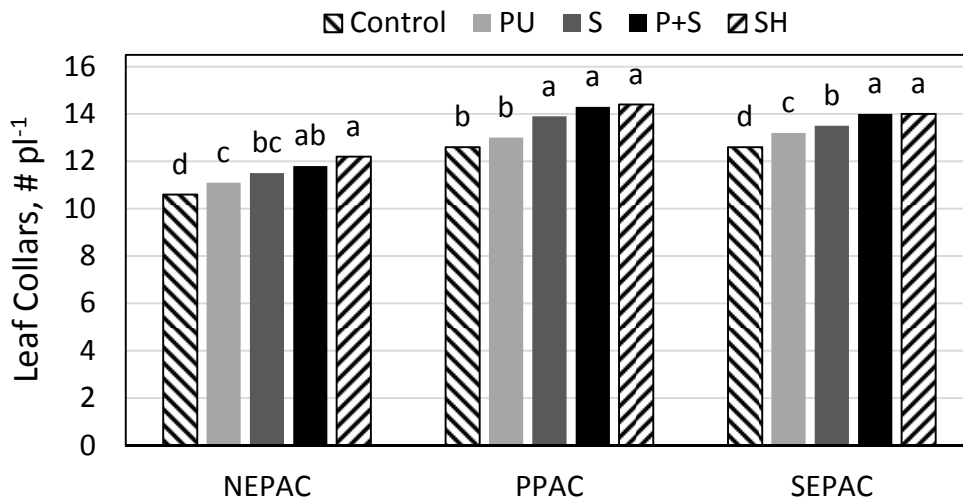 Control PU S P+S SH
Leaf Collars, # pl⁻¹
16
14
12
10
8
6
4
2
0
d c bc ab a
b b a a a
d c b a a
NEPAC PPAC SEPAC